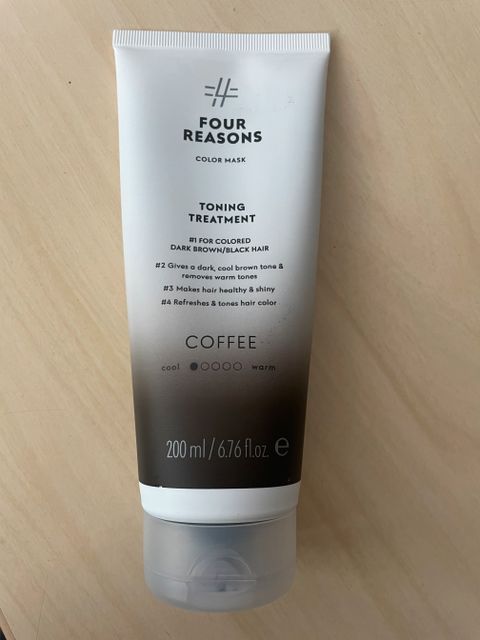 FOUR
REASONS
COLOR MASK
TONING
TREATMENT
#1 FOR COLORED
DARK BROWN/BLACK HAIR
#2 Gives a dark, cool brown tone &
removes warm tones
#3 Makes hair healthy & shiny
#4 Refreshes & tones hair color
COFFEE
cool warm
200 ml / 6.76 fl.oz. e